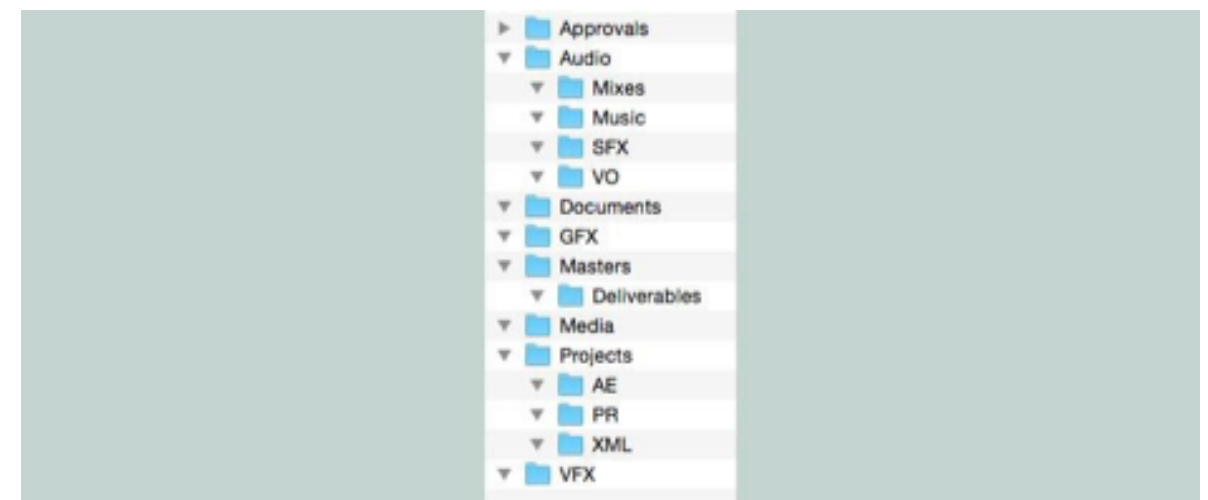 Approvals
Audio
Mixes
Music
SFX
VO
Documents
GFX
Masters
Deliverables
Media
Projects
AE
PR
XML
VFX